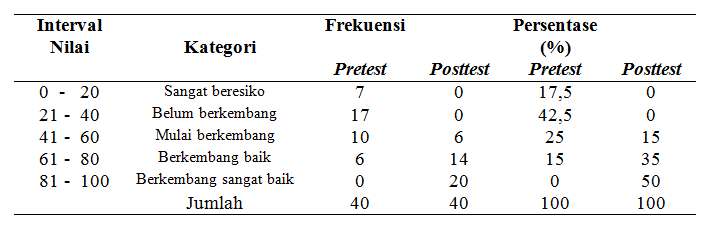 Interval Nilai Kategori Frekuensi Persentase (%)
Pretest Posttest Pretest Posttest
0 - 20 Sangat beresiko 7 0 17,5 0
21 - 40 Belum berkembang 17 0 42,5 0
41 - 60 Mulai berkembang 10 6 25 15
61 - 80 Berkembang baik 6 14 15 35
81 - 100 Berkembang sangat baik 0 20 0 50
Jumlah 40 40 100 100